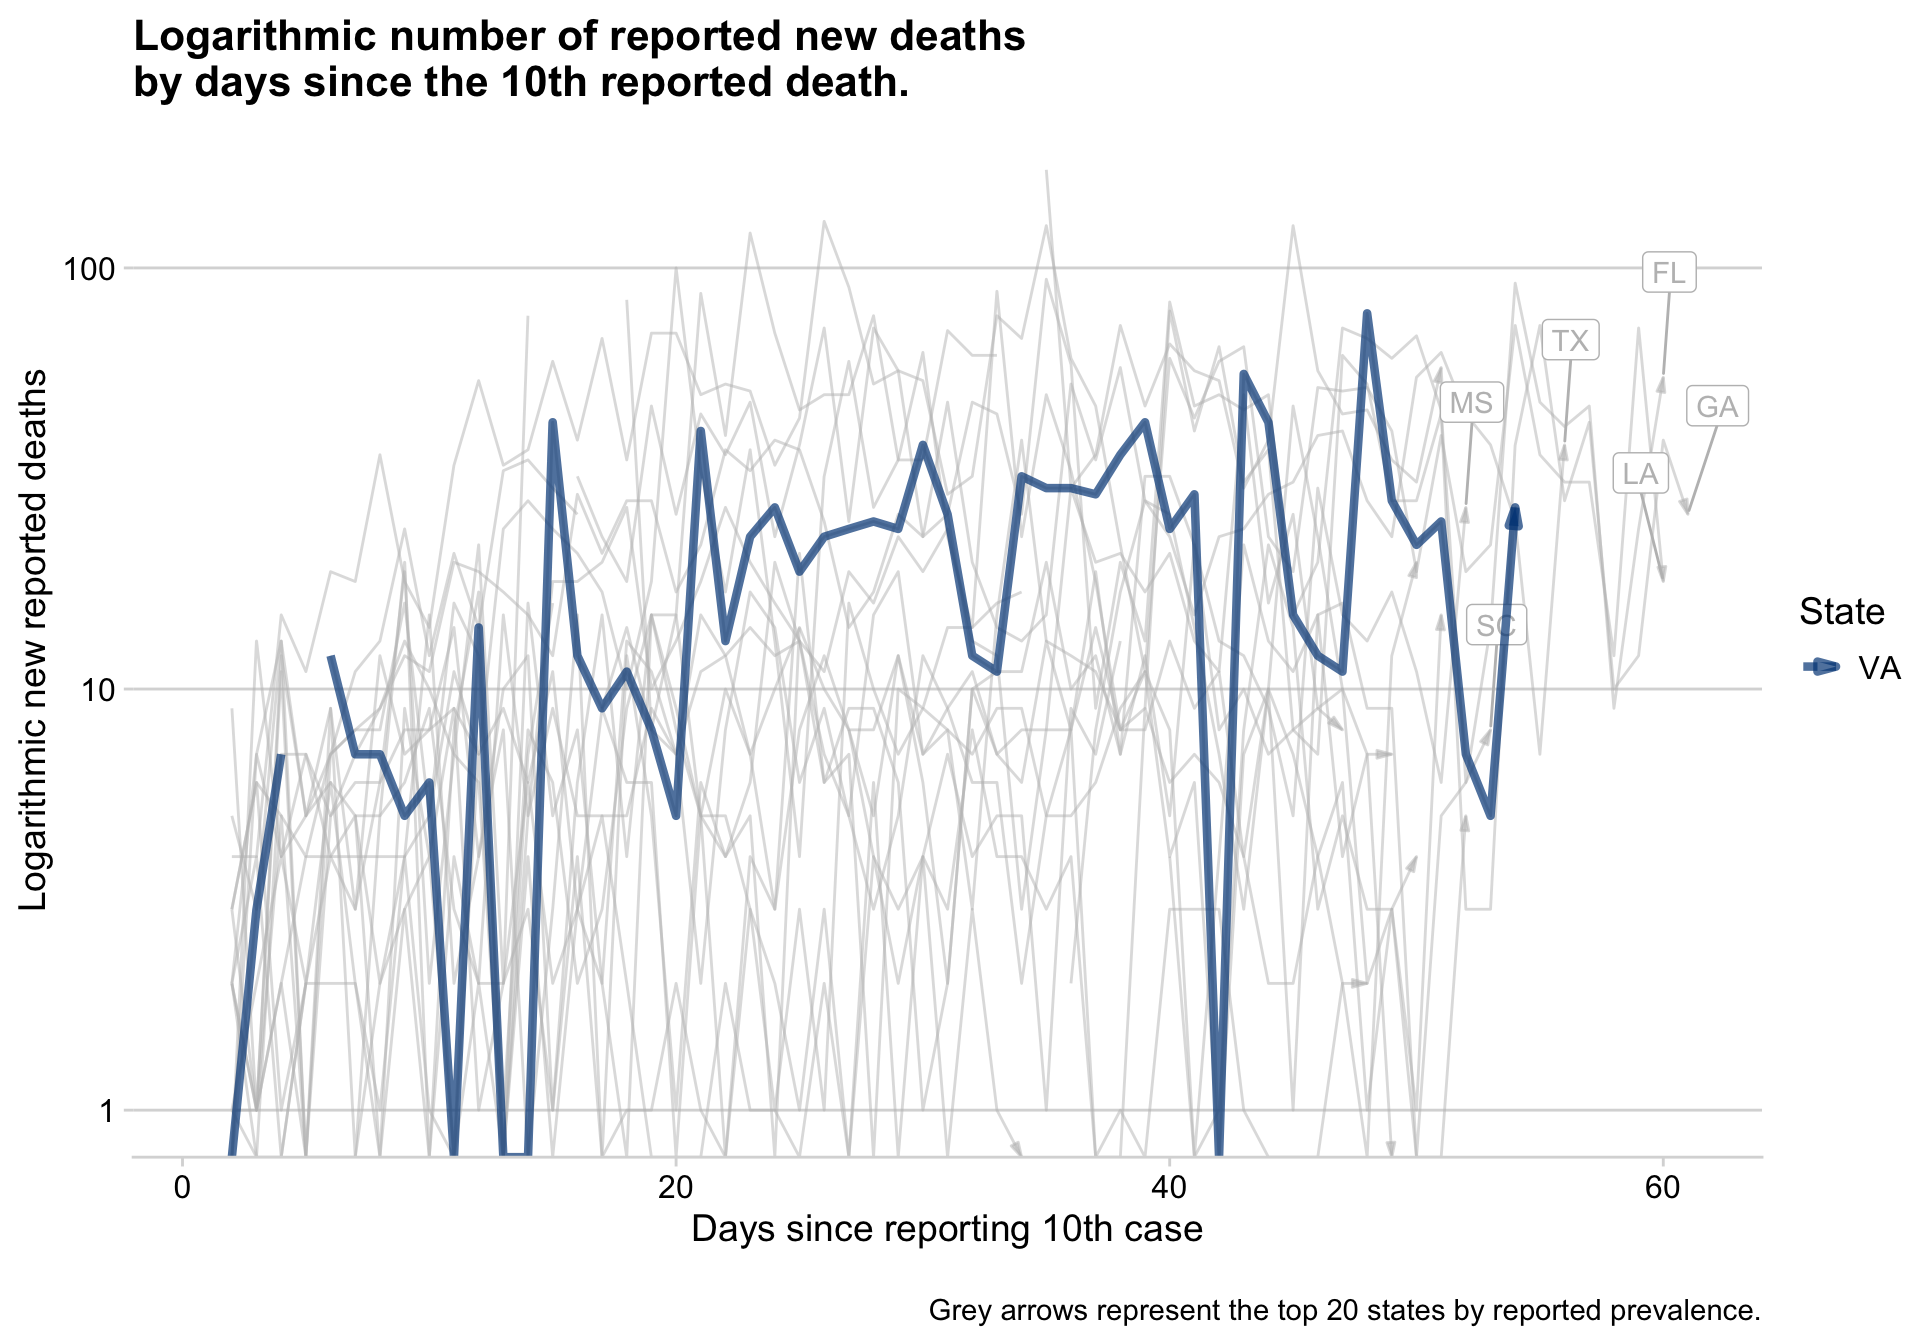 Logarithmic number of reported new deaths
by days since the 10th reported death.
Logarithmic new reported deaths
100
10
1
FL
TX
MS
GA
LA
SC
State
VA
0 20 40 60
Days since reporting 10th case
Grey arrows represent the top 20 states by reported prevalence.